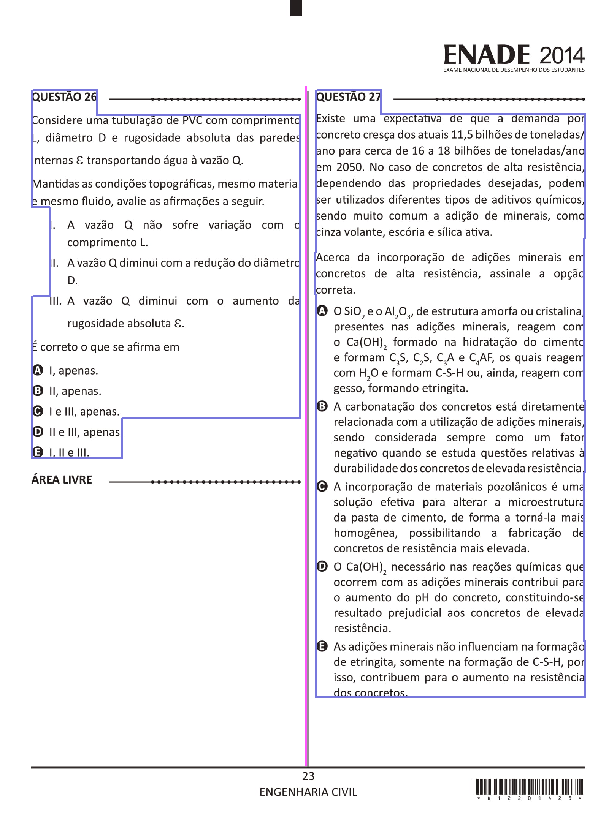 ENADE 2014
EXAME NACIONAL DE DESEMPENHO DOS ESTUDANTES
QUESTÃO 26
Considere uma tubulação de PVC com comprimento
L, diâmetro D e rugosidade absoluta das paredes
internas Ɛ transportando água à vazão Q.
Mantidas as condições topográficas, mesmo material
e mesmo fluido, avalie as afirmações a seguir.
I. A vazão Q não sofre variação com o
comprimento L.
II. A vazão Q diminui com a redução do diâmetro
D.
III. A vazão Q diminui com o aumento da
rugosidade absoluta Ɛ.
É correto o que se afirma em
A I, apenas.
B II, apenas.
C I e III, apenas.
D II e III, apenas
E I, II e III.
ÁREA LIVRE
QUESTÃO 27
Existe uma expectativa de que a demanda por
concreto cresça dos atuais 11,5 bilhões de toneladas/
ano para cerca de 16 a 18 bilhões de toneladas/ano
em 2050. No caso de concretos de alta resistência,
dependendo das propriedades desejadas, podem
ser utilizados diferentes tipos de aditivos químicos,
sendo muito comum a adição de minerais, como
cinza volante, escória e sílica ativa.
Acerca da incorporação de adições minerais em
concretos de alta resistência, assinale a opção
correta.
A O SiO2 e o Al2O3, de estrutura amorfa ou cristalina,
presentes nas adições minerais, reagem com
o Ca(OH)2 formado na hidratação do cimento
e formam C3S, C2S, C3A e C4AF, os quais reagem
com H2O e formam C-S-H ou, ainda, reagem com
gesso, formando etringita.
B A carbonatação dos concretos está diretamente
relacionada com a utilização de adições minerais,
sendo considerada sempre como um fator
negativo quando se estuda questões relativas à
durabilidade dos concretos de elevada resistência.
C A incorporação de materiais pozolânicos é uma
solução efetiva para alterar a microestrutura
da pasta de cimento, de forma a torná-la mais
homogênea, possibilitando a fabricação de
concretos de resistência mais elevada.
D O Ca(OH)2 necessário nas reações químicas que
ocorrem com as adições minerais contribui para
o aumento do pH do concreto, constituindo-se
resultado prejudicial aos concretos de elevada
resistência.
E As adições minerais não influenciam na formação
de etringita, somente na formação de C-S-H, por
isso, contribuem para o aumento na resistência
dos concretos.
23
ENGENHARIA CIVIL